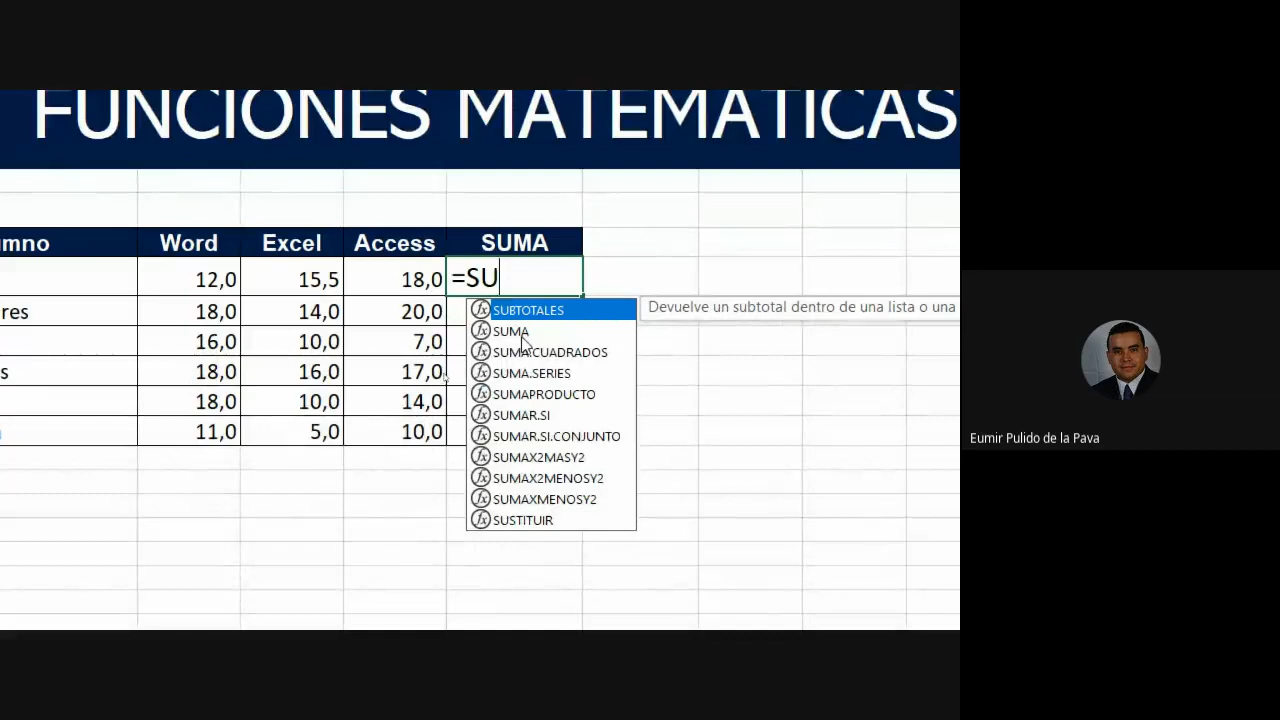 FUNCIONES MATEMATICAS
umno Word Excel Access SUMA
12,0 15,5 18,0 =SU
res 18,0 14,0 20,0
16,0 10,0 7,0
s 18,0 16,0 17,0
18,0 10,0 14,0
11,0 5,0 10,0
SUBTOTALES
Devuelve un subtotal dentro de una lista o una
SUMA
SUMA.CUADRADOS
SUMA.SERIES
SUMAPRODUCTO
SUMAR.SI
SUMAR.SI.CONJUNTO
SUMAX2MASY2
SUMAX2MENOSY2
SUMAXMENOSY2
SUSTITUIR
Eumir Pulido de la Pava